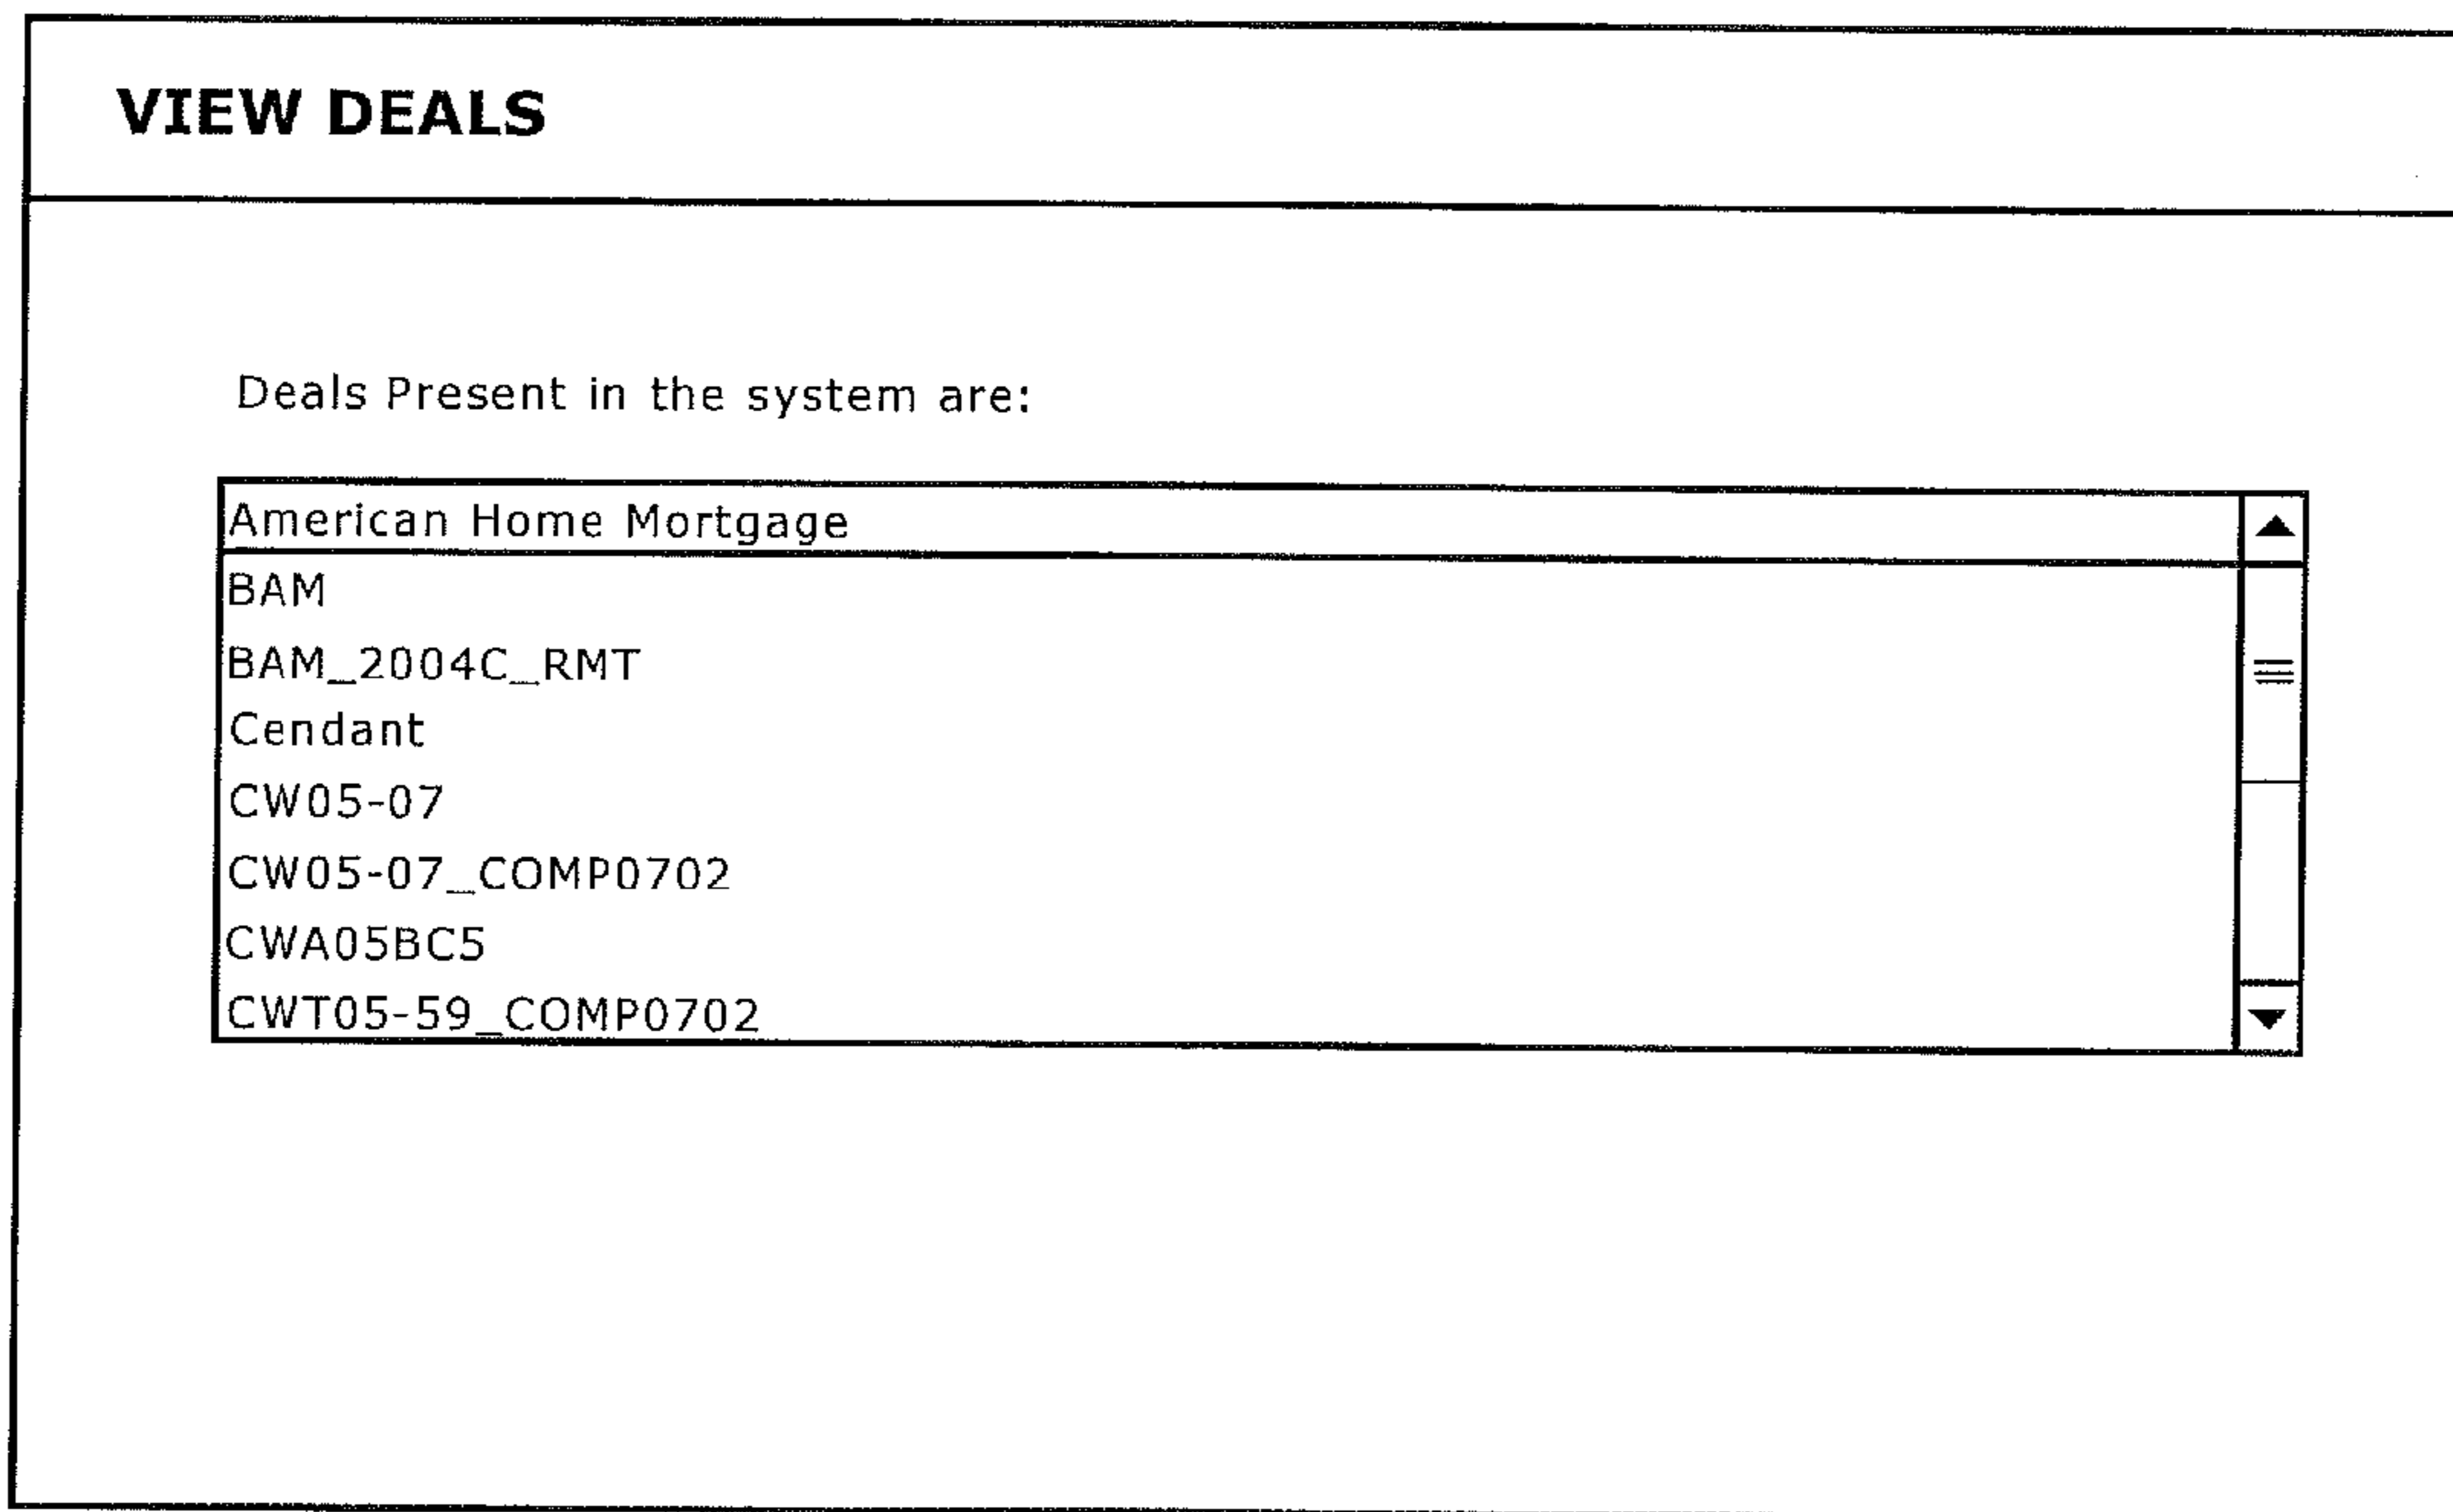 VIEW DEALS
Deals Present in the system are:
American Home Mortgage
BAM
BAM_2004C_RMT
Cendant
CW05-07
CW05-07_COMP0702
CWA05BC5
CWT05-59_COMP0702